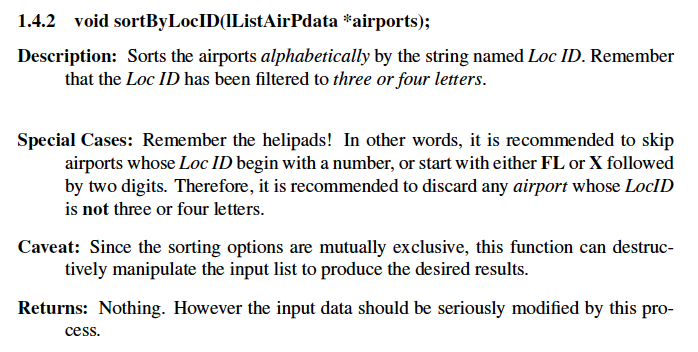 1.4.2 void sortByLocID(lListAirPdata *airports);
Description: Sorts the airports alphabetically by the string named Loc ID. Remember
that the Loc ID has been filtered to three or four letters.
Special Cases: Remember the helipads! In other words, it is recommended to skip
airports whose Loc ID begin with a number, or start with either FL or X followed
by two digits. Therefore, it is recommended to discard any airport whose LocID
is not three or four letters.
Caveat: Since the sorting options are mutually exclusive, this function can destruc-
tively manipulate the input list to produce the desired results.
Returns: Nothing. However the input data should be seriously modified by this pro-
cess.